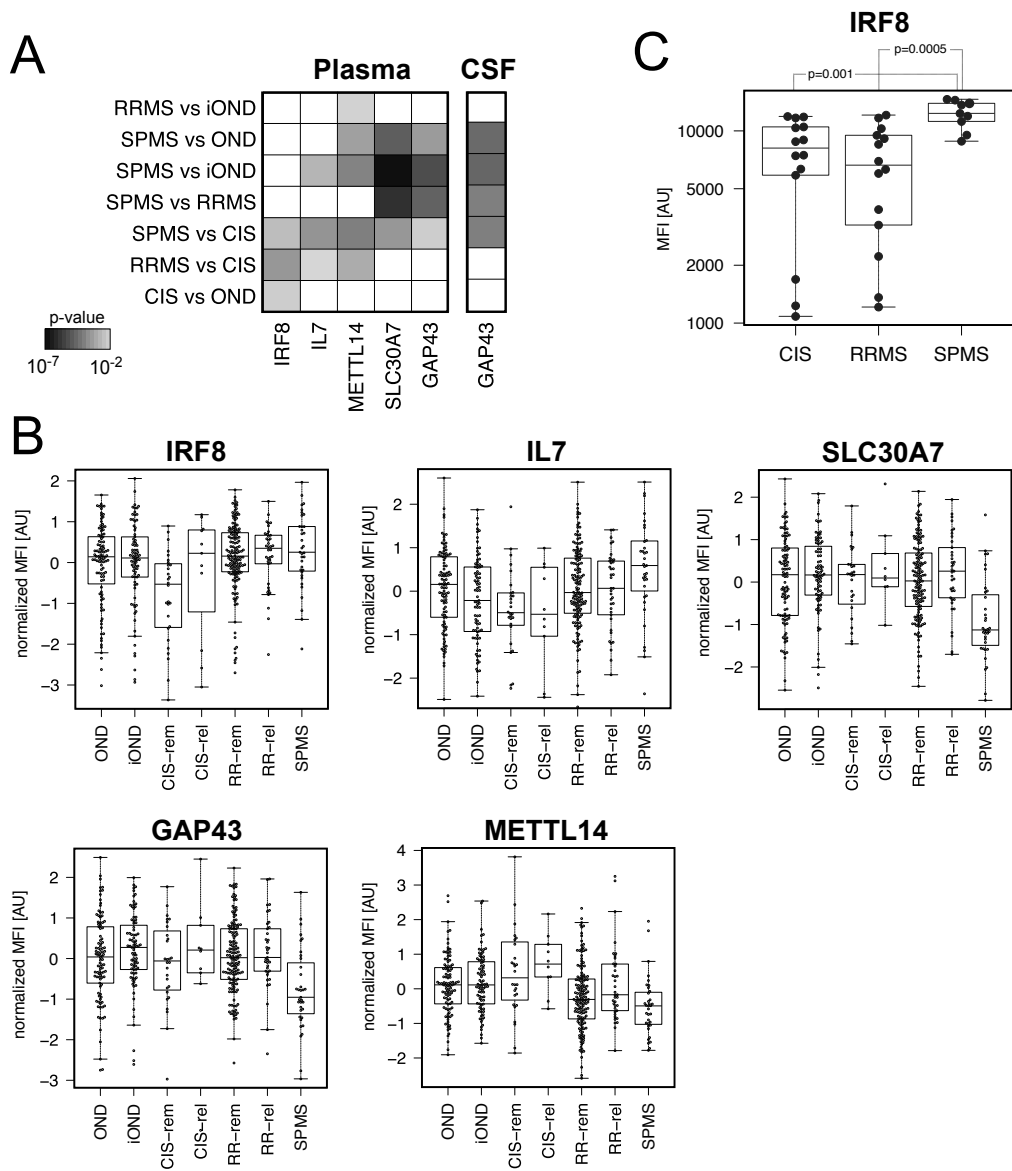 A
Plasma
CSF
RRMS vs iOND
SPMS vs OND
SPMS vs iOND
SPMS vs RRMS
SPMS vs CIS
RRMS vs CIS
CIS vs OND
p-value
10-7
10-2
IRF8
IL7
METTL14
SLC30A7
GAP43
GAP43
C
IRF8
p=0.0005
p=0.001
MFI [AU]
10000
5000
2000
1000
CIS
RRMS
SPMS
B
IRF8
normalized MFI [AU]
2
1
0
−1
−2
−3
OND
iOND
CIS−rem
CIS−rel
RR−rem
RR−rel
SPMS
IL7
normalized MFI [AU]
2
1
0
−1
−2
OND
iOND
CIS−rem
CIS−rel
RR−rem
RR−rel
SPMS
SLC30A7
normalized MFI [AU]
2
1
0
−1
−2
OND
iOND
CIS−rem
CIS−rel
RR−rem
RR−rel
SPMS
GAP43
normalized MFI [AU]
2
1
0
−1
−2
−3
OND
iOND
CIS−rem
CIS−rel
RR−rem
RR−rel
SPMS
METTL14
normalized MFI [AU]
4
3
2
1
0
−1
−2
OND
iOND
CIS−rem
CIS−rel
RR−rem
RR−rel
SPMS